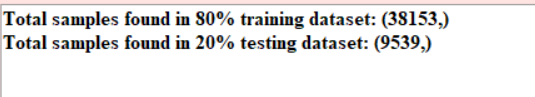 Total samples found in 80% training dataset: (38153,)
Total samples found in 20% testing dataset: (9539,)